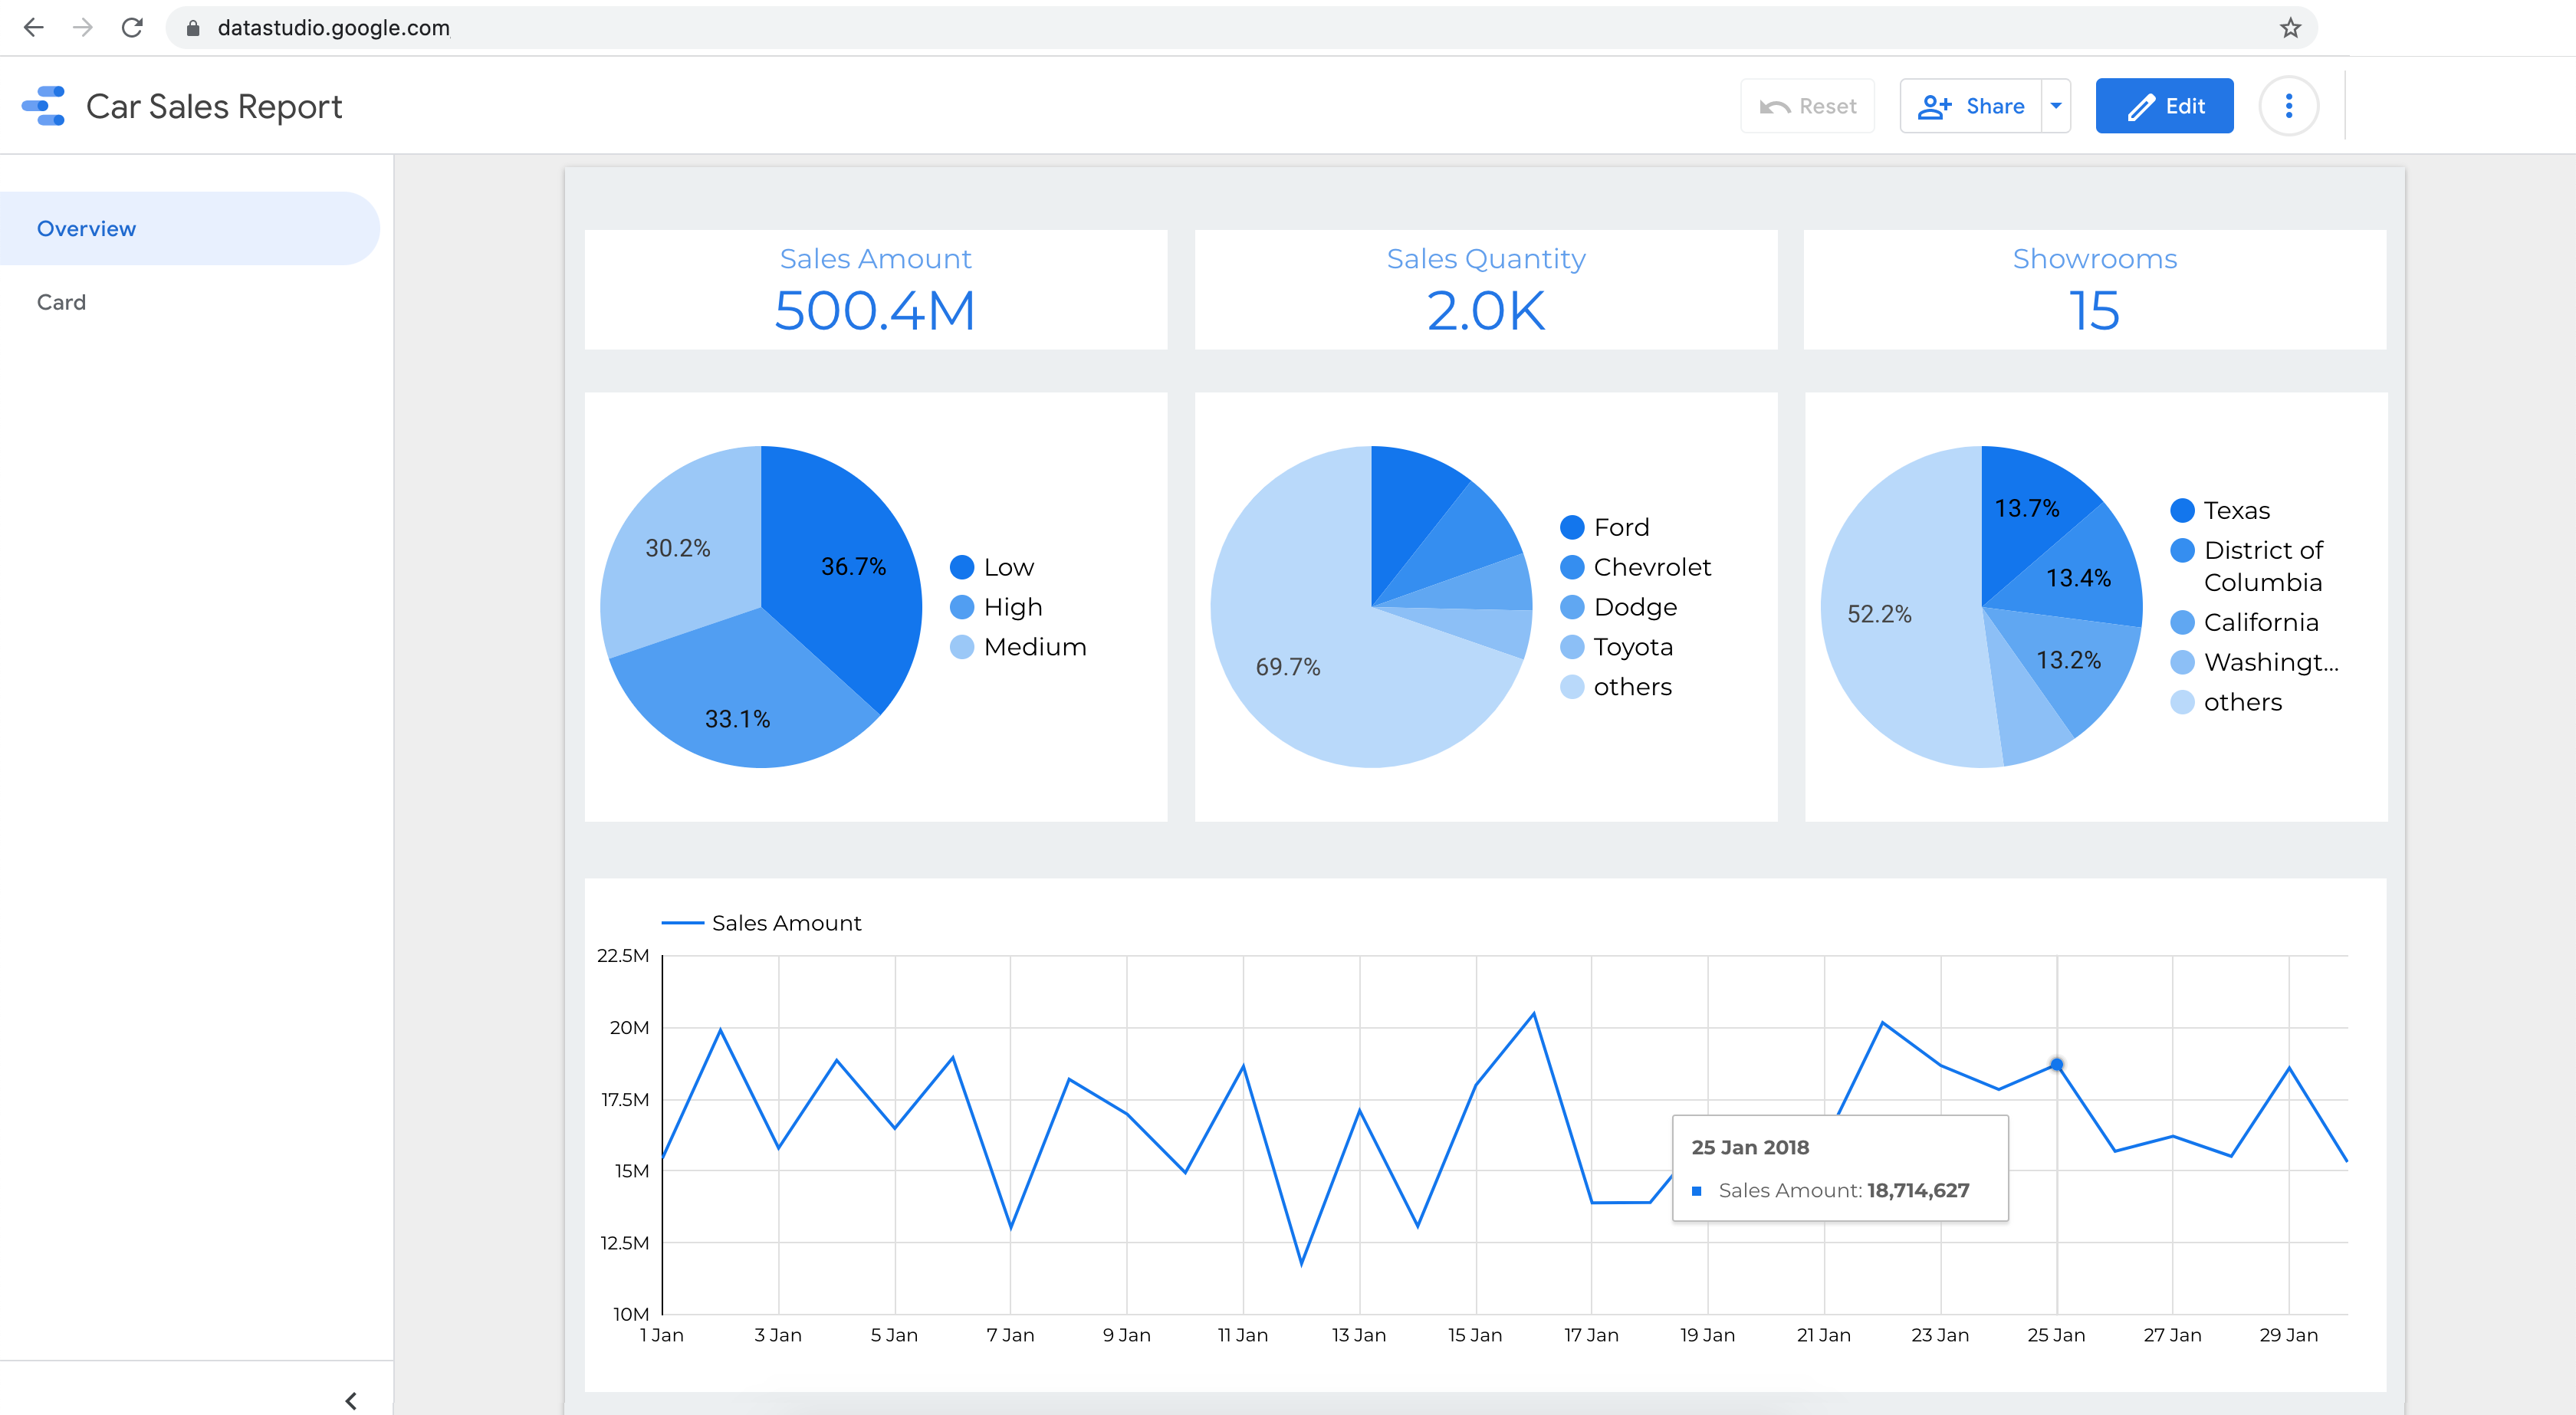 datastudio.google.com
Car Sales Report
Reset
Share
Edit
Overview
Card
Sales Amount
500.4M
Sales Quantity
2.0K
Showrooms
15
30.2%
36.7%
33.1%
Low
High
Medium
69.7%
Ford
Chevrolet
Dodge
Toyota
others
13.7%
13.4%
52.2%
13.2%
Texas
District of
Columbia
California
Washingt...
others
Sales Amount
22.5M
20M
17.5M
15M
12.5M
10M
25 Jan 2018
Sales Amount: 18,714,627
1 Jan
3 Jan
5 Jan
7 Jan
9 Jan
11 Jan
13 Jan
15 Jan
17 Jan
19 Jan
21 Jan
23 Jan
25 Jan
27 Jan
29 Jan